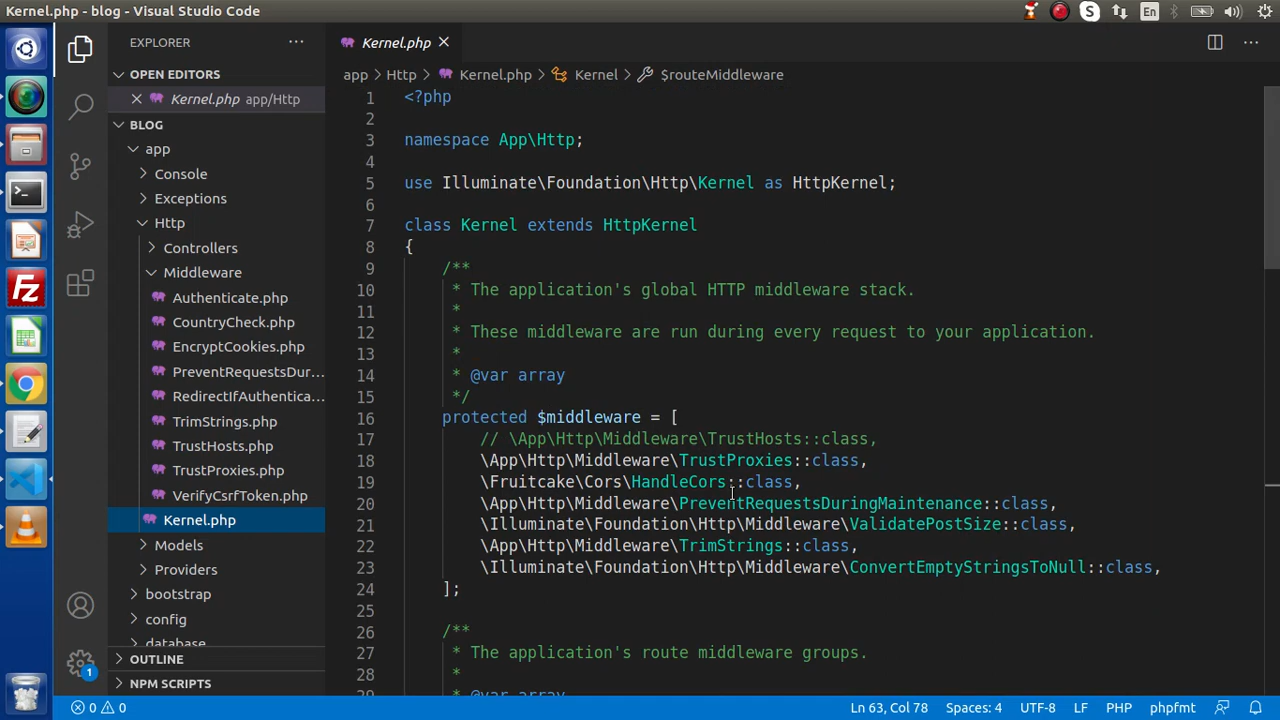 Kernel.php - blog - Visual Studio Code
S
En
EXPLORER
OPEN EDITORS
Kernel.php app/Http
BLOG
app
Console
Exceptions
Http
Controllers
Middleware
Authenticate.php
CountryCheck.php
EncryptCookies.php
PreventRequestsDur...
RedirectIfAuthentica...
TrimStrings.php
TrustHosts.php
TrustProxies.php
VerifyCsrfToken.php
Kernel.php
Models
Providers
bootstrap
config
database
OUTLINE
NPM SCRIPTS
Fz
1
Kernel.php
app > Http > Kernel.php > Kernel > $routeMiddleware
1 <?php
2
3 namespace App\Http;
4
5 use Illuminate\Foundation\Http\Kernel as HttpKernel;
6
7 class Kernel extends HttpKernel
8 {
9 /**
10 * The application's global HTTP middleware stack.
11 *
12 * These middleware are run during every request to your application.
13 *
14 * @var array
15 */
16 protected $middleware = [
17 // \App\Http\Middleware\TrustHosts::class,
18 \App\Http\Middleware\TrustProxies::class,
19 \Fruitcake\Cors\HandleCors::class,
20 \App\Http\Middleware\PreventRequestsDuringMaintenance::class,
21 \Illuminate\Foundation\Http\Middleware\ValidatePostSize::class,
22 \App\Http\Middleware\TrimStrings::class,
23 \Illuminate\Foundation\Http\Middleware\ConvertEmptyStringsToNull::class,
24 ];
25
26 /**
27 * The application's route middleware groups.
28 *
29 * @var array
0 0 Ln 63, Col 78 Spaces: 4 UTF-8 LF PHP phpfmt